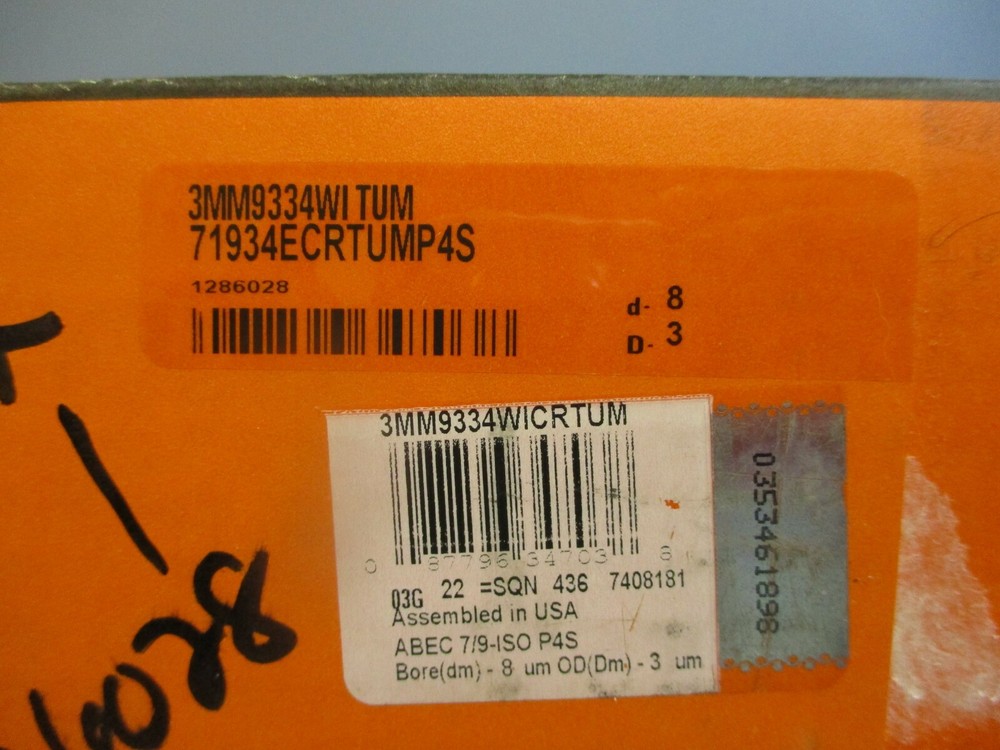 3MM9334WI TUM
71934ECRTUMP4S
1286028
d- 8
D- 3
3MM9334WICRTUM
0 87796 34703 8
03G 22 =SQN 436 7408181
Assembled in USA
ABEC 7/9-ISO P4S
Bore(dm) - 8 um OD(Dm) - 3 um
0353461898